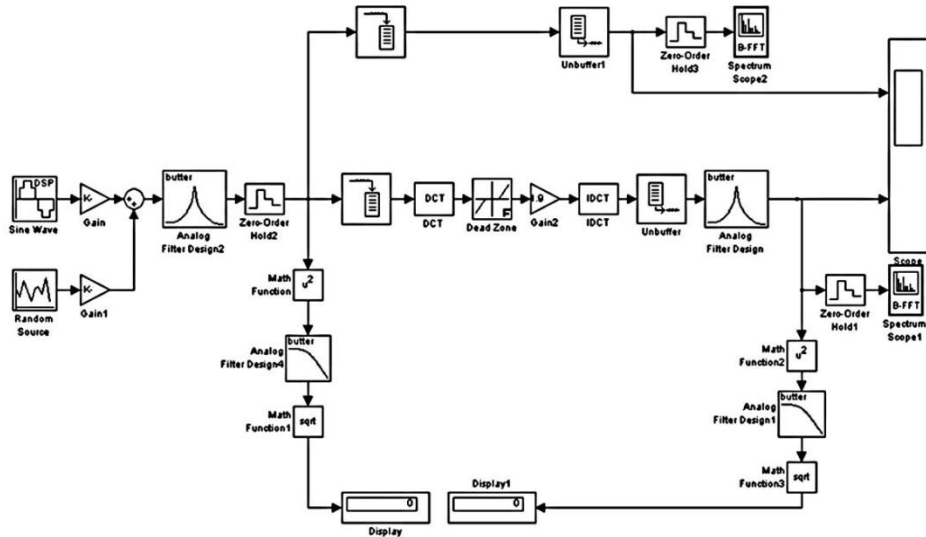 B-FFT
Unbuffer1
Zero-Order
Hold3
Spectrum
Scope2
DSP
Sine Wave
K-
Gain
butter
Analog
Filter Design2
Zero-Order
Hold2
DCT
DCT
F
Dead Zone
1.9
Gain2
IDCT
IDCT
Unbuffer
butter
Analog
Filter Design
Scope
Random
Source
K-
Gain1
Math
Function
u²
Zero-Order
Hold1
B-FFT
Spectrum
Scope1
Analog
Filter Design4
butter
Math
Function2
u²
Math
Function1
sqrt
Analog
Filter Design1
butter
Math
Function3
sqrt
0
Display
Display1
0